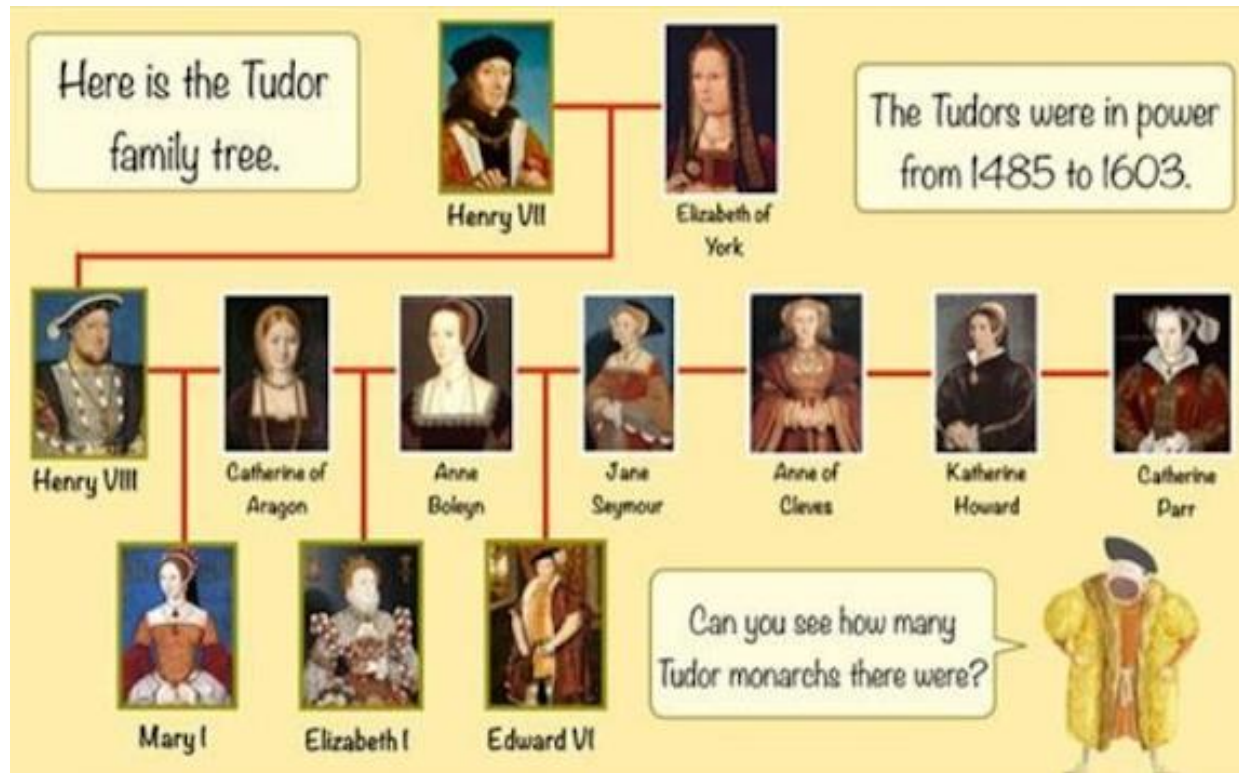 Here is the Tudor
family tree.
The Tudors were in power
from 1485 to 1603.
Henry VII
Elizabeth of
York
Henry VIII
Catherine of
Aragon
Anne
Boleyn
Jane
Seymour
Anne of
Cleves
Katherine
Howard
Catherine
Parr
Mary I
Elizabeth I
Edward VI
Can you see how many
Tudor monarchs there were?